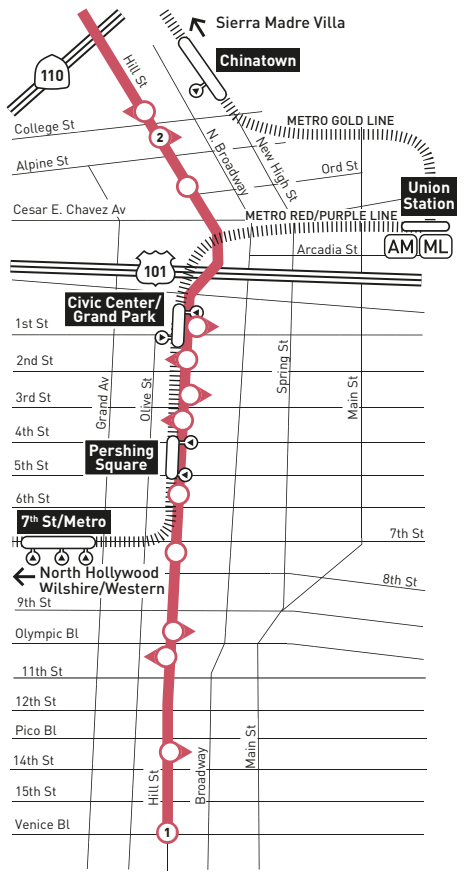 Sierra Madre Villa
Chinatown
110
Hill St
METRO GOLD LINE
College St
2
N. Broadway
New High St
Alpine St
Ord St
Union
Station
Cesar E. Chavez Av
METRO RED/PURPLE LINE
AM
ML
Arcadia St
101
Civic Center/
Grand Park
1st St
2nd St
Grand Av
Olive St
Spring St
Main St
3rd St
4th St
Pershing
Square
5th St
6th St
7th St/Metro
7th St
North Hollywood
Wilshire/Western
8th St
9th St
Olympic Bl
11th St
12th St
Pico Bl
Main St
Broadway
14th St
Hill St
15th St
Venice Bl
1